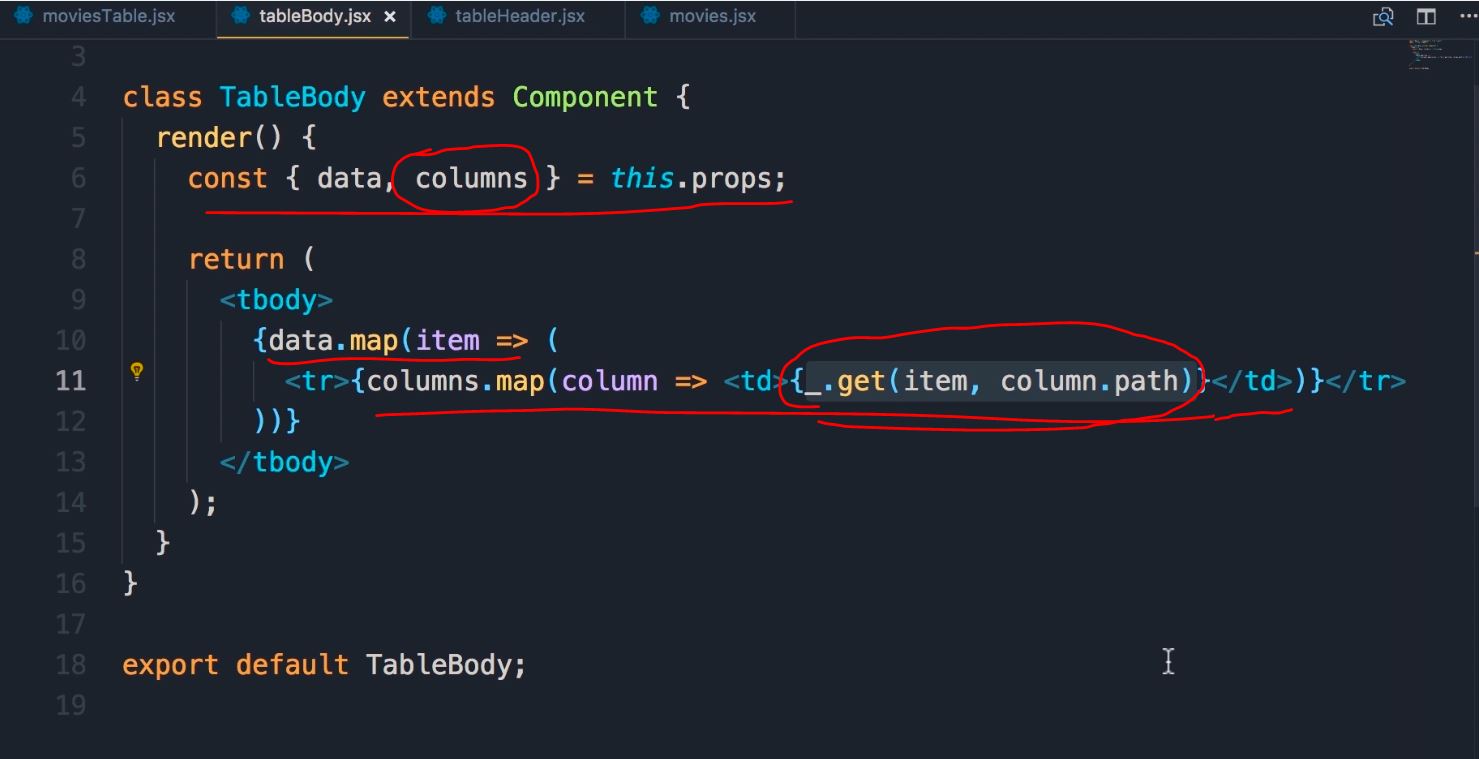 moviesTable.jsx tableBody.jsx × tableHeader.jsx movies.jsx
3
4 class TableBody extends Component {
5 render() {
6 const { data, columns } = this.props;
7
8 return (
9 <tbody>
10 {data.map(item => (
11 <tr>{columns.map(column => <td>{_.get(item, column.path)}</td>)}</tr>
12 ))}
13 </tbody>
14 );
15 }
16 }
17
18 export default TableBody;
19